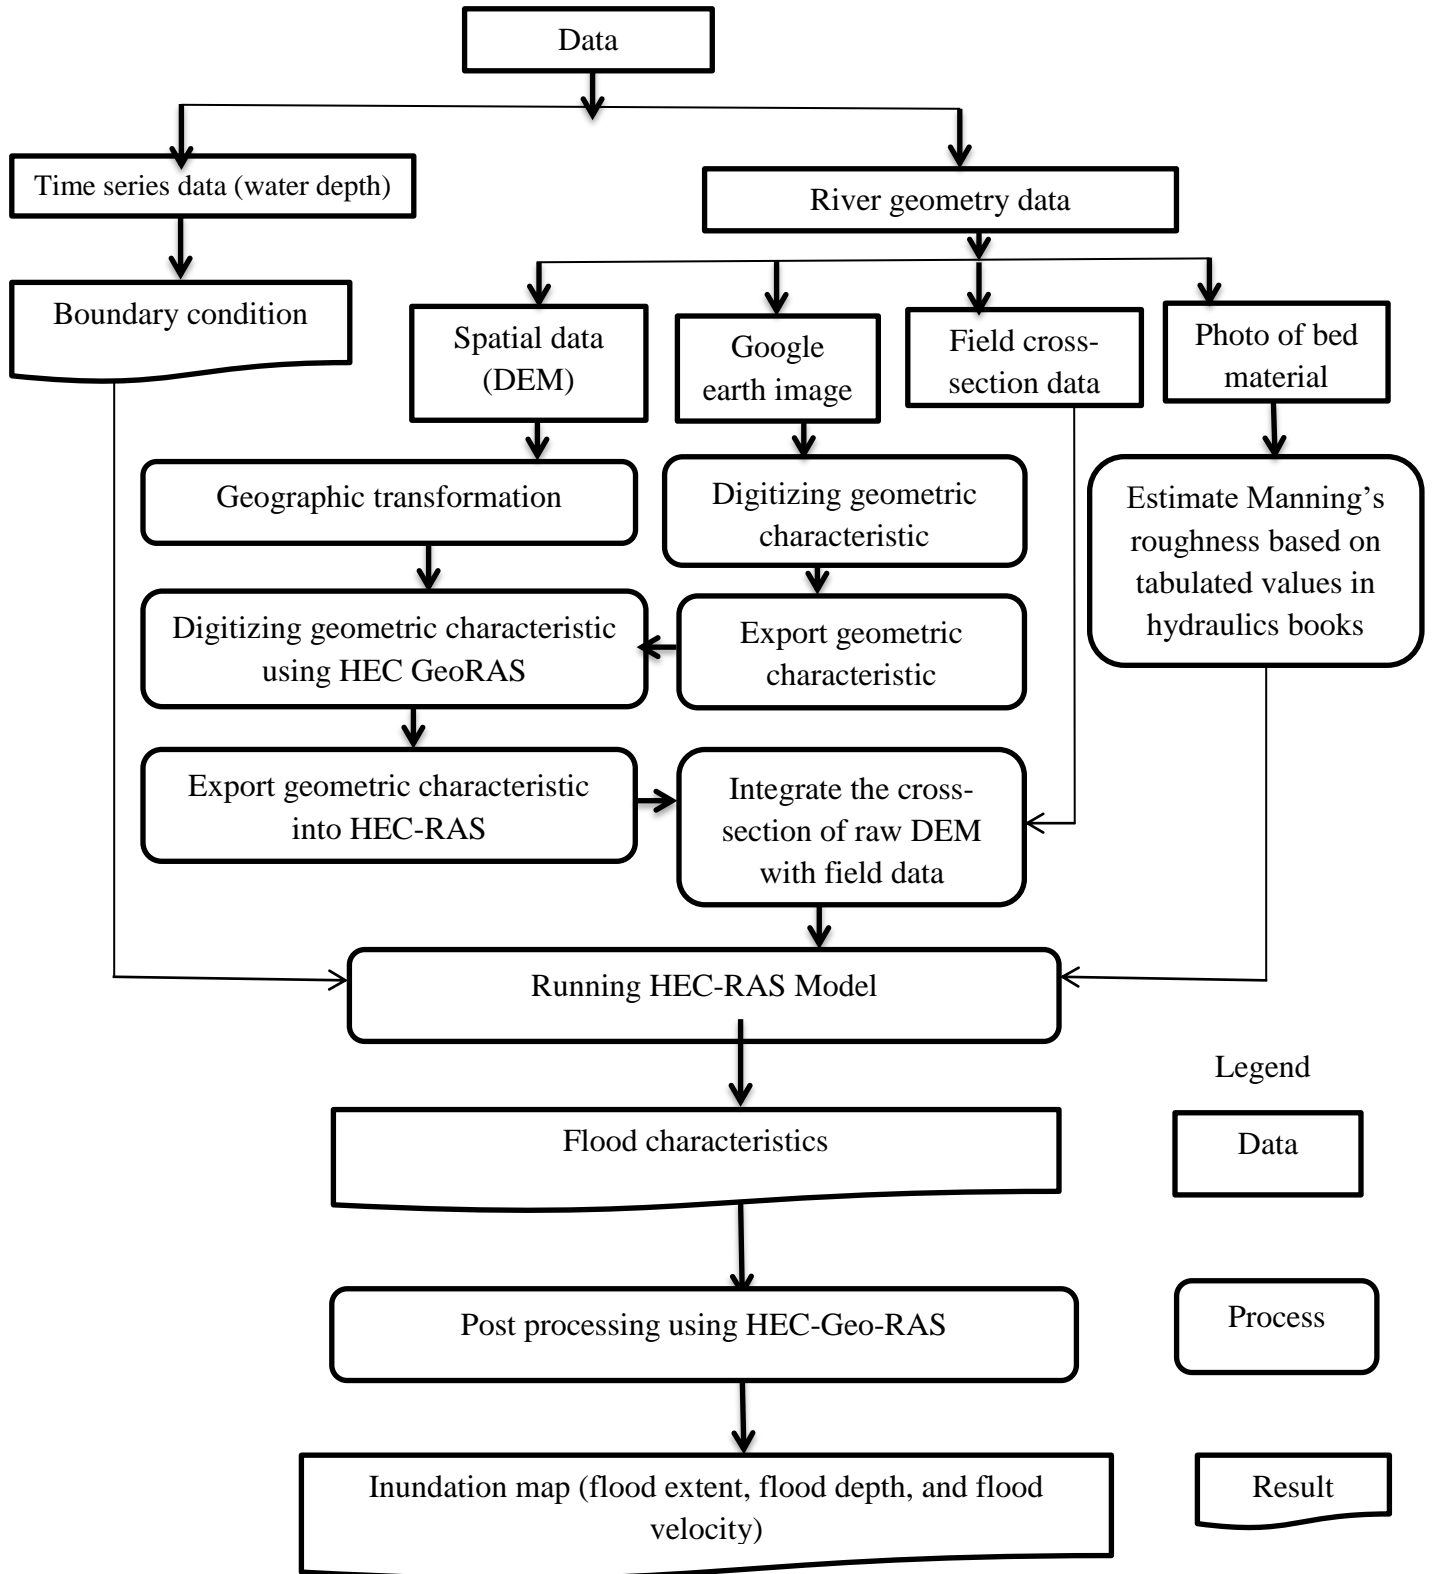 Data
Time series data (water depth)
River geometry data
Boundary condition
Spatial data
(DEM)
Google
earth image
Field cross-
section data
Photo of bed
material
Geographic transformation
Digitizing geometric
characteristic
Estimate Manning’s
roughness based on
tabulated values in
hydraulics books
Digitizing geometric characteristic
using HEC GeoRAS
Export geometric
characteristic
Export geometric characteristic
into HEC-RAS
Integrate the cross-
section of raw DEM
with field data
Running HEC-RAS Model
Legend
Flood characteristics
Data
Post processing using HEC-Geo-RAS
Process
Inundation map (flood extent, flood depth, and flood
velocity)
Result